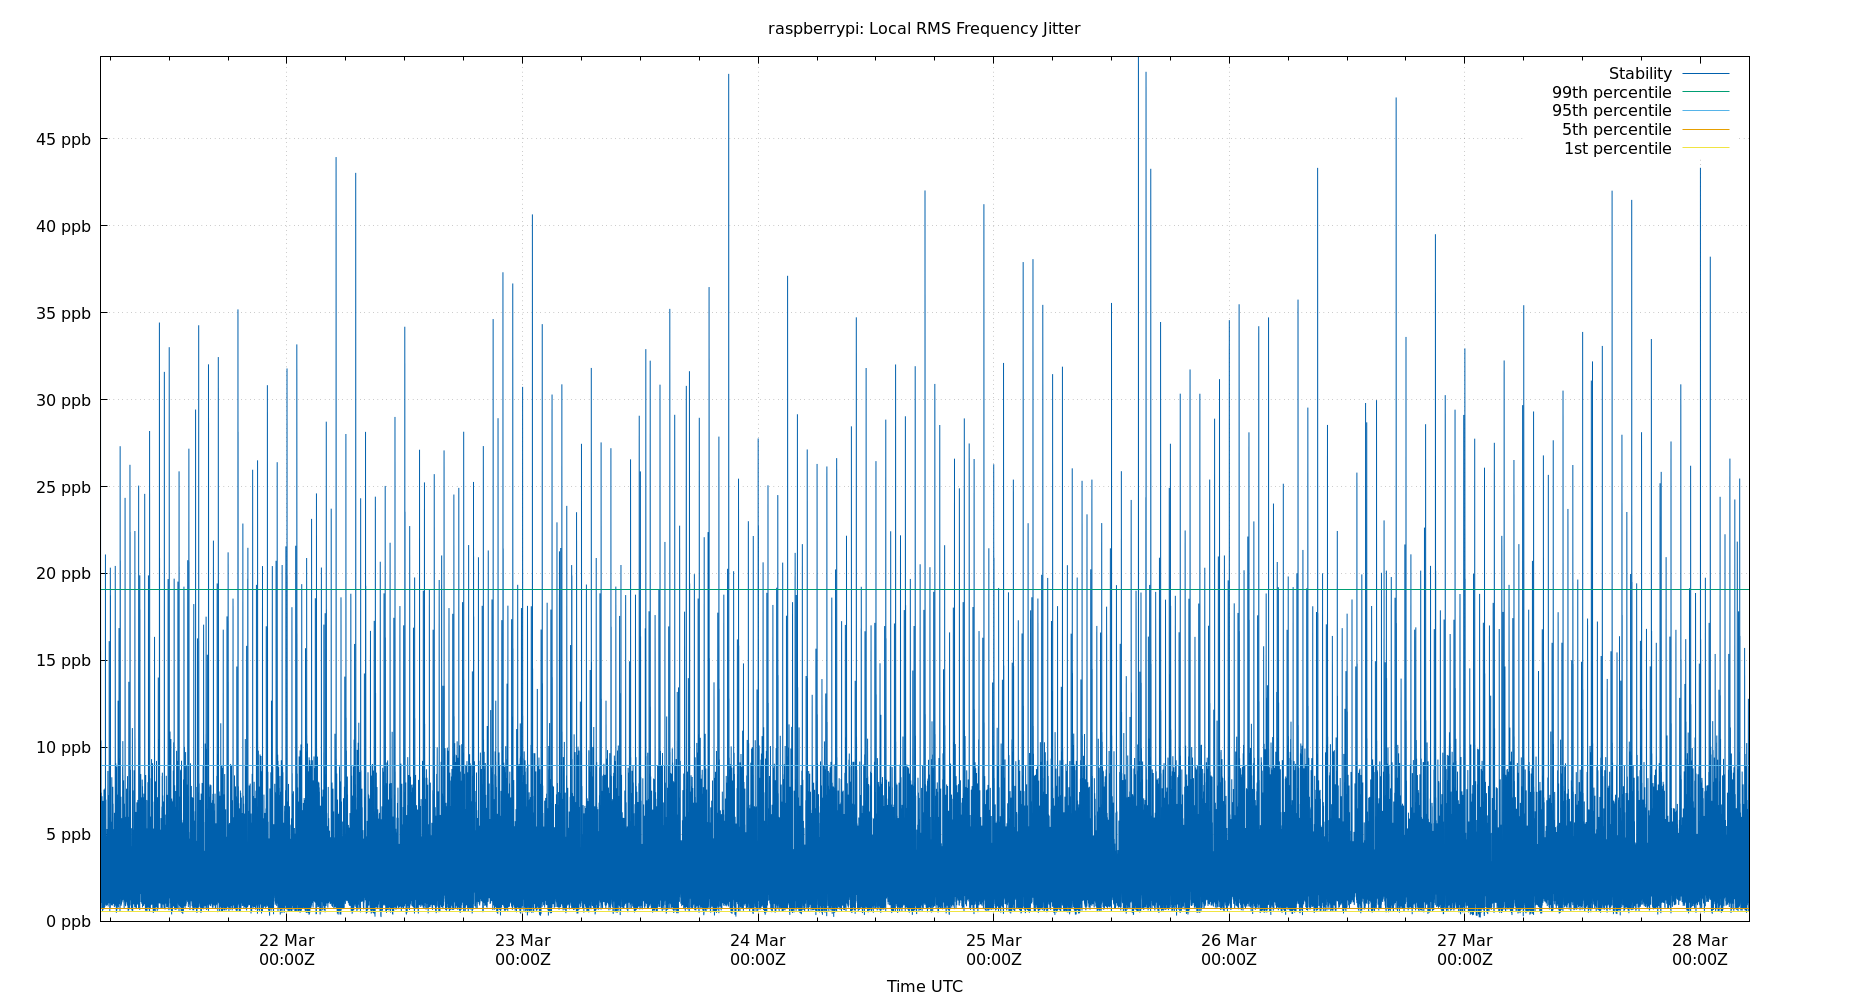 raspberrypi: Local RMS Frequency Jitter
Stability
99th percentile
95th percentile
5th percentile
1st percentile
45 ppb
40 ppb
35 ppb
30 ppb
25 ppb
20 ppb
15 ppb
10 ppb
5 ppb
0 ppb
22 Mar 23 Mar 24 Mar 25 Mar 26 Mar 27 Mar 28 Mar
00:00Z 00:00Z 00:00Z 00:00Z 00:00Z 00:00Z 00:00Z
Time UTC